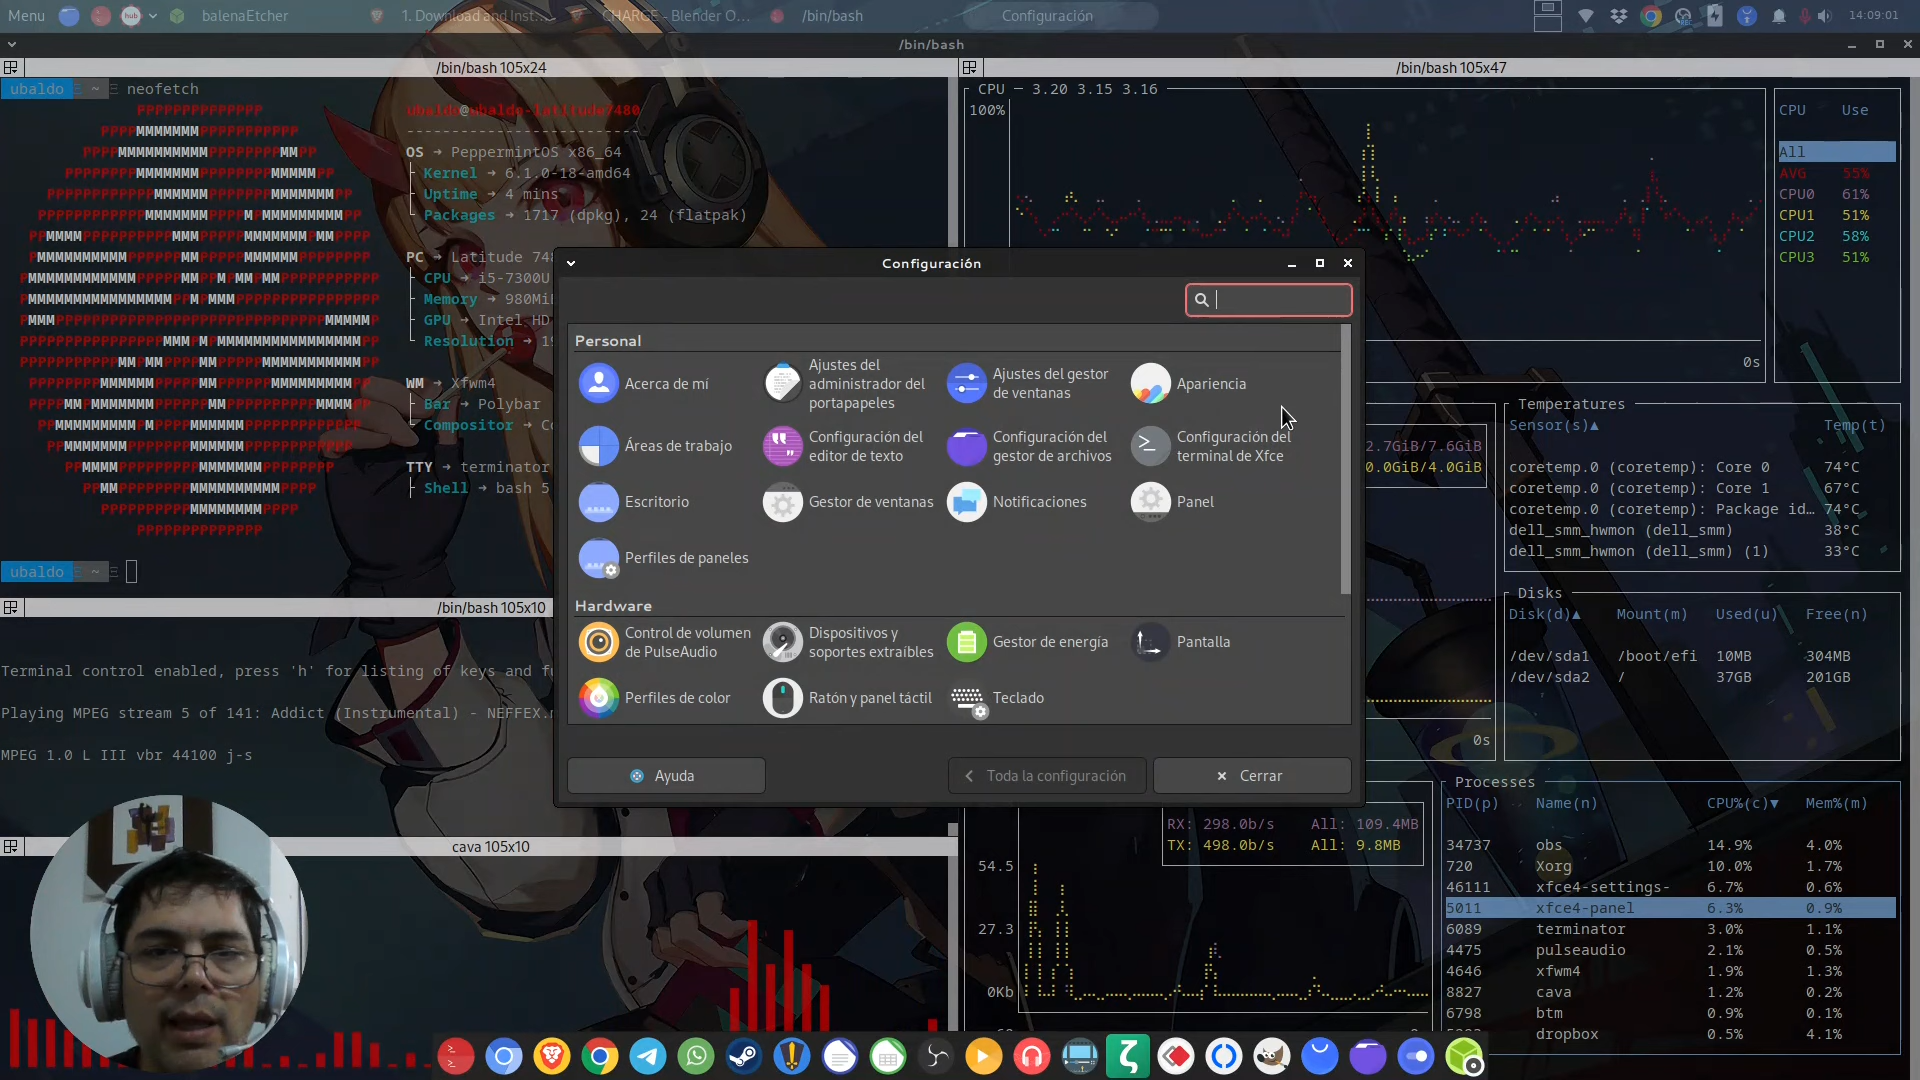 Menu
hub
balenaEtcher
1. Download and Inst...
CHARGE - Blender O...
/bin/bash
Configuración
14:09:01
/bin/bash
/bin/bash 105x24
/bin/bash 105x47
ubaldo ~ neofetch
ubaldo@ubaldo-latitude7480
---------------------------
OS → PeppermintOS x86_64
Kernel → 6.1.0-18-amd64
Uptime → 4 mins
Packages → 1717 (dpkg), 24 (flatpak)
PC → Latitude 748
CPU → i5-7300U
Memory → 980MiB
GPU → Intel HD
Resolution → 19
WM → Xfwm4
Bar → Polybar
Compositor → Co
TTY → terminator
Shell → bash 5
ubaldo ~
/bin/bash 105x10
Terminal control enabled, press 'h' for listing of keys and fu
Playing MPEG stream 5 of 141: Addict (Instrumental) - NEFFEX.m
MPEG 1.0 L III vbr 44100 j-s
cava 105x10
Configuración
Personal
Acerca de mí
Ajustes del
administrador del
portapapeles
Ajustes del gestor
de ventanas
Apariencia
Áreas de trabajo
Configuración del
editor de texto
Configuración del
gestor de archivos
Configuración del
terminal de Xfce
Escritorio
Gestor de ventanas
Notificaciones
Panel
Perfiles de paneles
Hardware
Control de volumen
de PulseAudio
Dispositivos y
soportes extraíbles
Gestor de energía
Pantalla
Perfiles de color
Ratón y panel táctil
Teclado
Ayuda
Toda la configuración
Cerrar
CPU — 3.20 3.15 3.16
100%
0s
CPU Use
All
AVG 55%
CPU0 61%
CPU1 51%
CPU2 58%
CPU3 51%
2.7GiB/7.6GiB
0.0GiB/4.0GiB
0s
Temperatures
Sensor(s)▲ Temp(t)
coretemp.0 (coretemp): Core 0 74°C
coretemp.0 (coretemp): Core 1 67°C
coretemp.0 (coretemp): Package id… 74°C
dell_smm_hwmon (dell_smm) 38°C
dell_smm_hwmon (dell_smm) (1) 33°C
Disks
Disk(d)▲ Mount(m) Used(u) Free(n)
/dev/sda1 /boot/efi 10MB 304MB
/dev/sda2 / 37GB 201GB
RX: 298.0b/s All: 109.4MB
TX: 498.0b/s All: 9.8MB
54.5
27.3
0Kb
Processes
PID(p) Name(n) CPU%(c)▼ Mem%(m)
34737 obs 14.9% 4.0%
720 Xorg 10.0% 1.7%
46111 xfce4-settings- 6.7% 0.6%
5011 xfce4-panel 6.3% 0.9%
6089 terminator 3.0% 1.1%
4475 pulseaudio 2.1% 0.5%
4646 xfwm4 1.9% 1.3%
8827 cava 1.2% 0.2%
6798 btm 0.9% 0.1%
dropbox 0.5% 4.1%